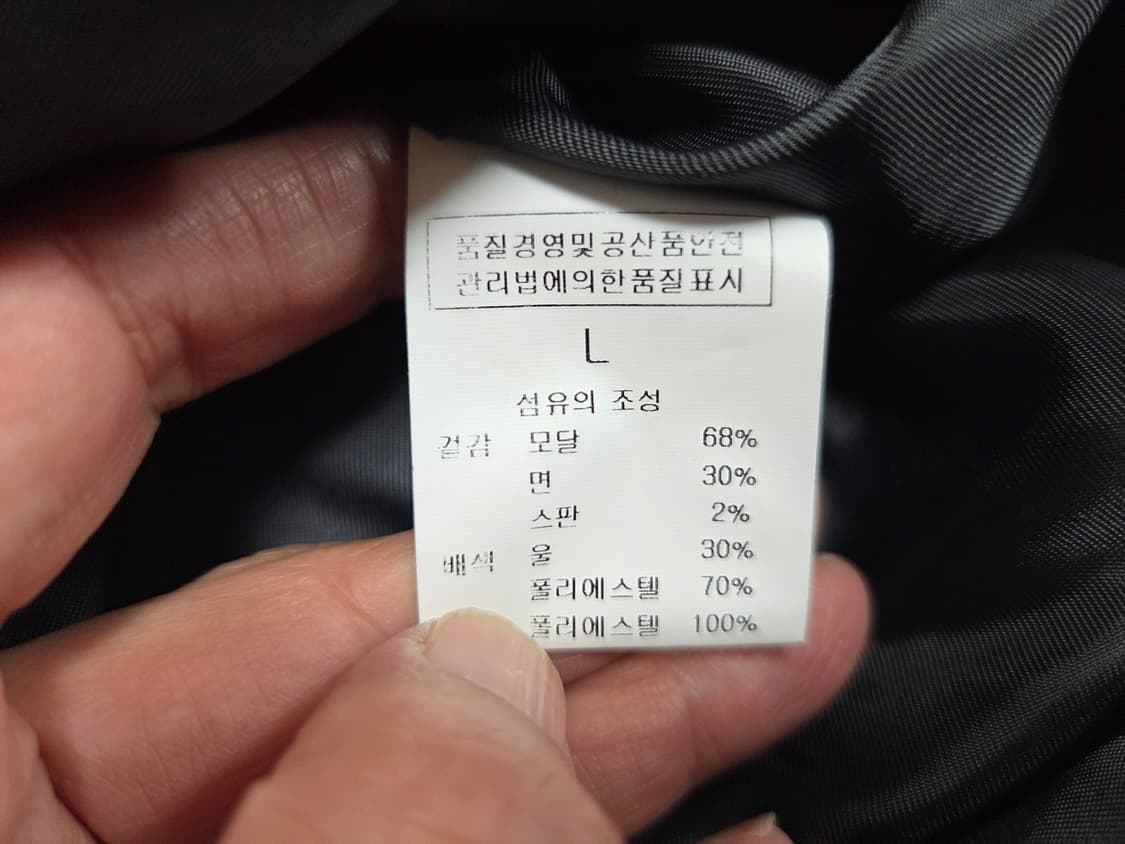 품질경영및공산품안전
관리법에의한품질표시
L
섬유의 조성
겉감 모달 68%
면 30%
스판 2%
배색 울 30%
폴리에스텔 70%
폴리에스텔 100%